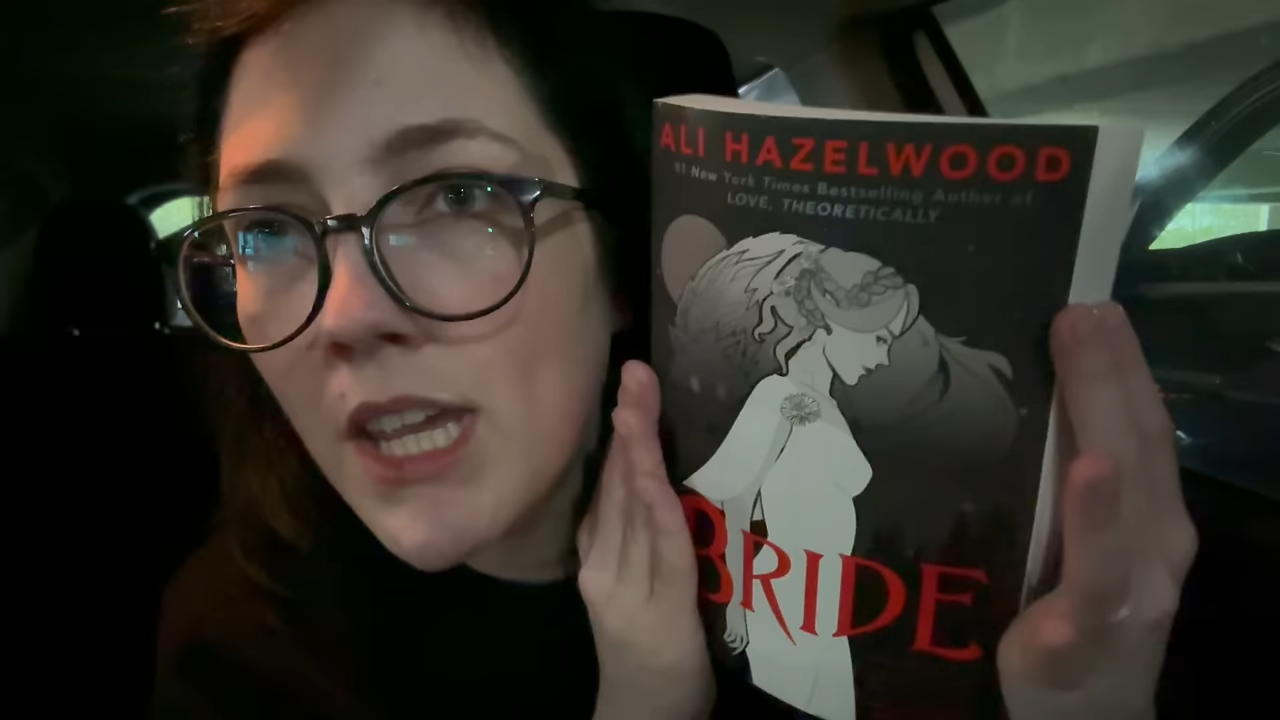 ALI HAZELWOOD
#1 New York Times Bestselling Author of
LOVE, THEORETICALLY
BRIDE